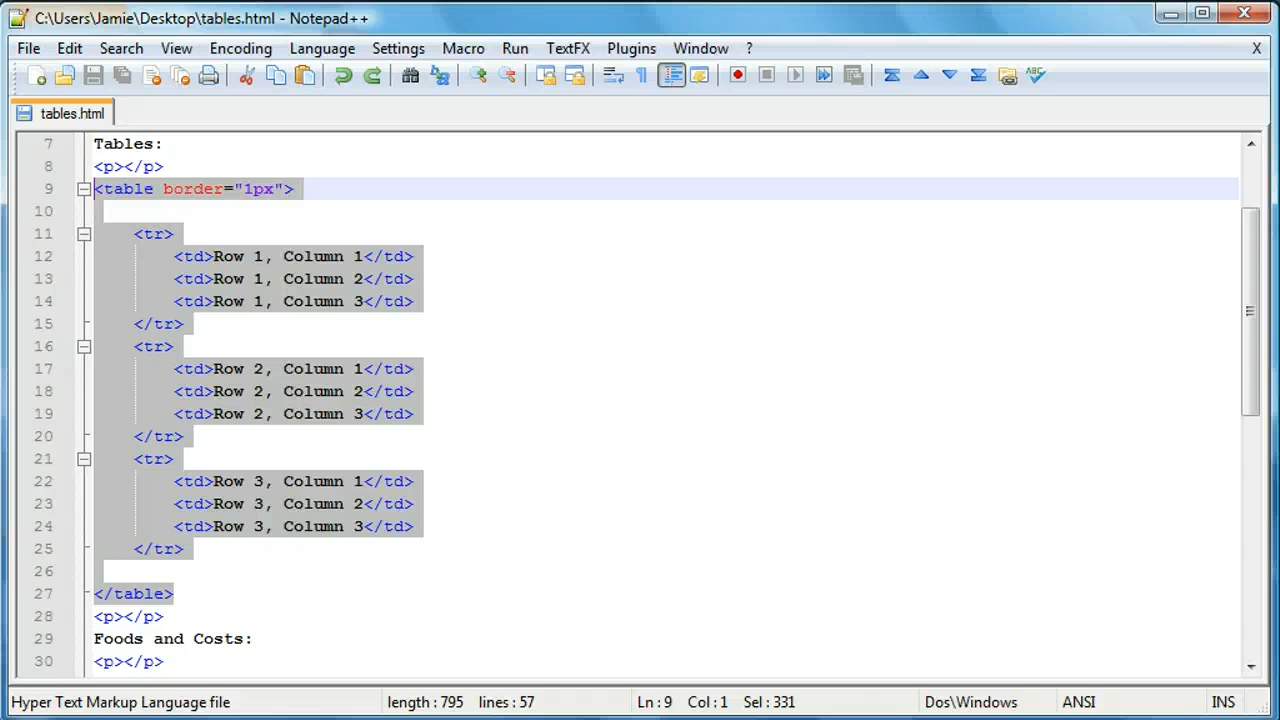 C:\Users\Jamie\Desktop\tables.html - Notepad++
File Edit Search View Encoding Language Settings Macro Run TextFX Plugins Window ? X
tables.html
7 Tables:
8 <p></p>
9 <table border="1px">
10
11 <tr>
12 <td>Row 1, Column 1</td>
13 <td>Row 1, Column 2</td>
14 <td>Row 1, Column 3</td>
15 </tr>
16 <tr>
17 <td>Row 2, Column 1</td>
18 <td>Row 2, Column 2</td>
19 <td>Row 2, Column 3</td>
20 </tr>
21 <tr>
22 <td>Row 3, Column 1</td>
23 <td>Row 3, Column 2</td>
24 <td>Row 3, Column 3</td>
25 </tr>
26
27 </table>
28 <p></p>
29 Foods and Costs:
30 <p></p>
Hyper Text Markup Language file length : 795 lines : 57 Ln : 9 Col : 1 Sel : 331 Dos\Windows ANSI INS